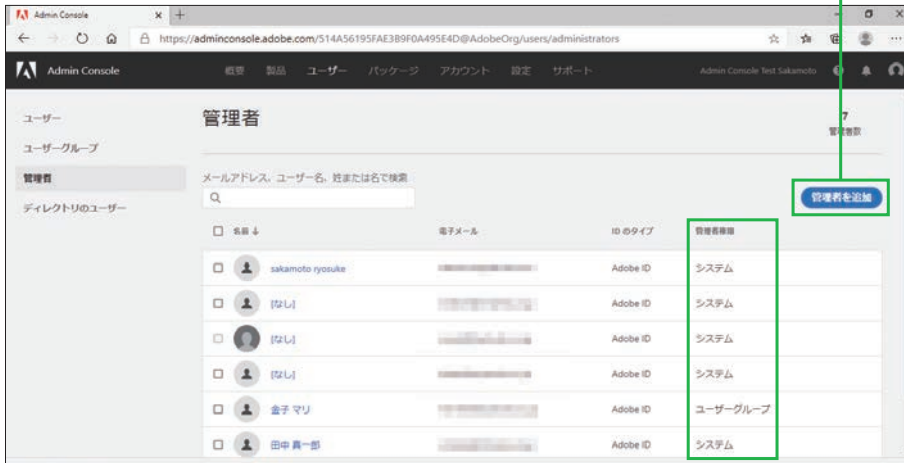 Admin Console
https://adminconsole.adobe.com/514A56195FAE3B9F0A495E4D@AdobeOrg/users/administrators
Admin Console 概要 製品 ユーザー パッケージ アカウント 設定 サポート Admin Console Test Sakamoto
ユーザー
ユーザーグループ
管理者
ディレクトリのユーザー
管理者
7
管理者数
メールアドレス、ユーザー名、姓または名で検索
管理者を追加
名前 ↓ 電子メール ID のタイプ 管理者権限
sakamoto ryosuke Adobe ID システム
[なし] Adobe ID システム
[なし] Adobe ID システム
[なし] Adobe ID システム
金子 マリ Adobe ID ユーザーグループ
田中 真一郎 Adobe ID システム